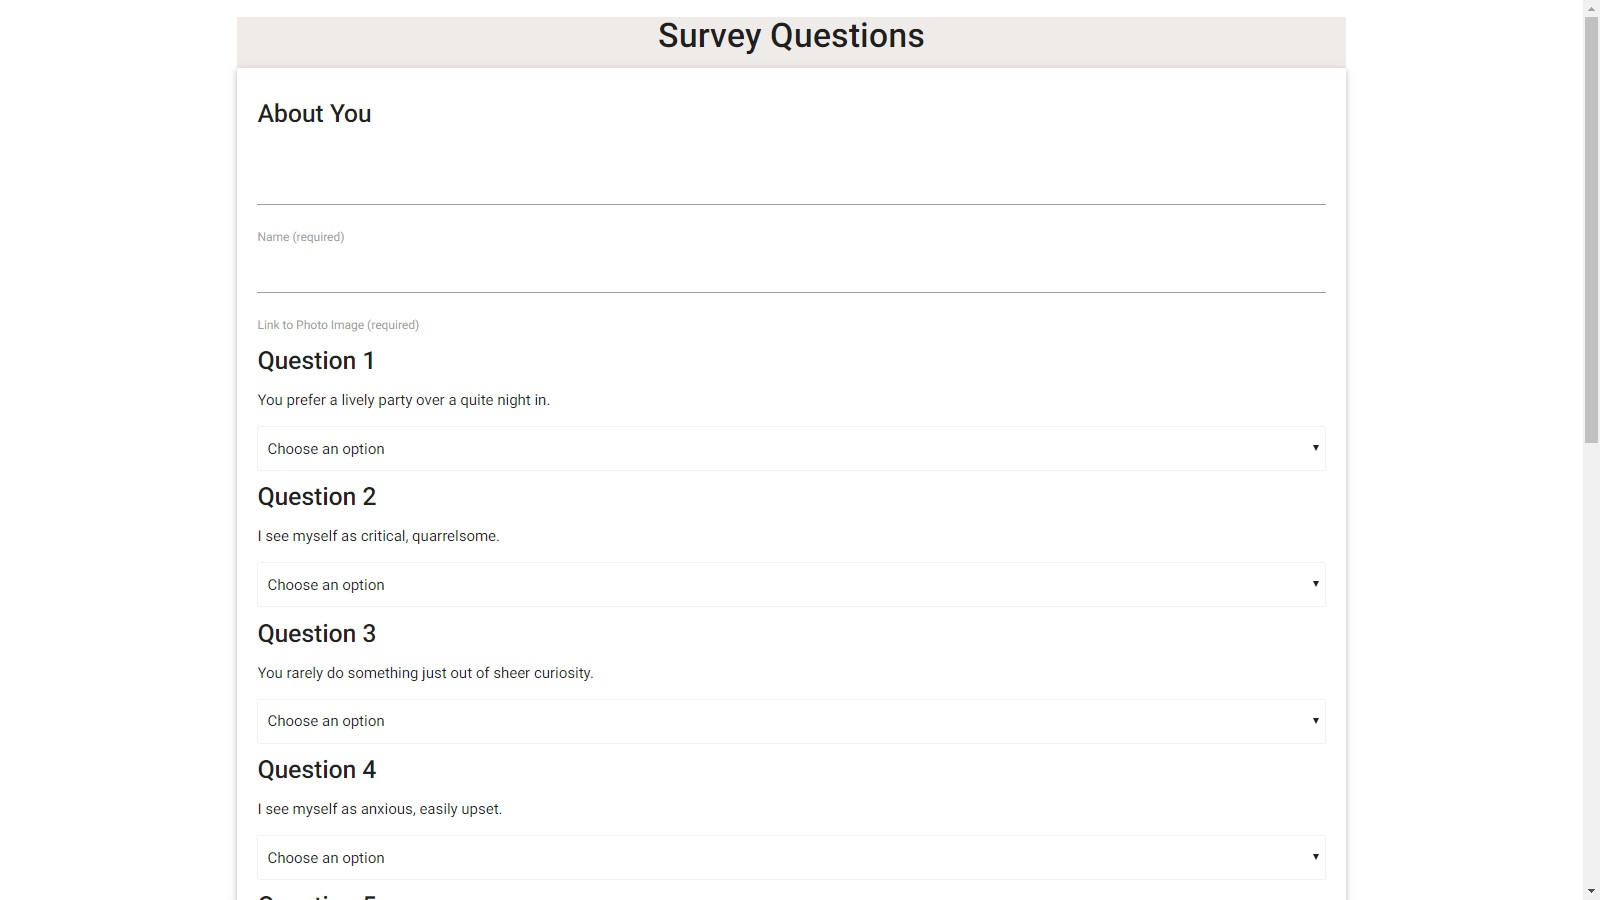 Survey Questions
About You
Name (required)
Link to Photo Image (required)
Question 1
You prefer a lively party over a quite night in.
Choose an option
Question 2
I see myself as critical, quarrelsome.
Choose an option
Question 3
You rarely do something just out of sheer curiosity.
Choose an option
Question 4
I see myself as anxious, easily upset.
Choose an option